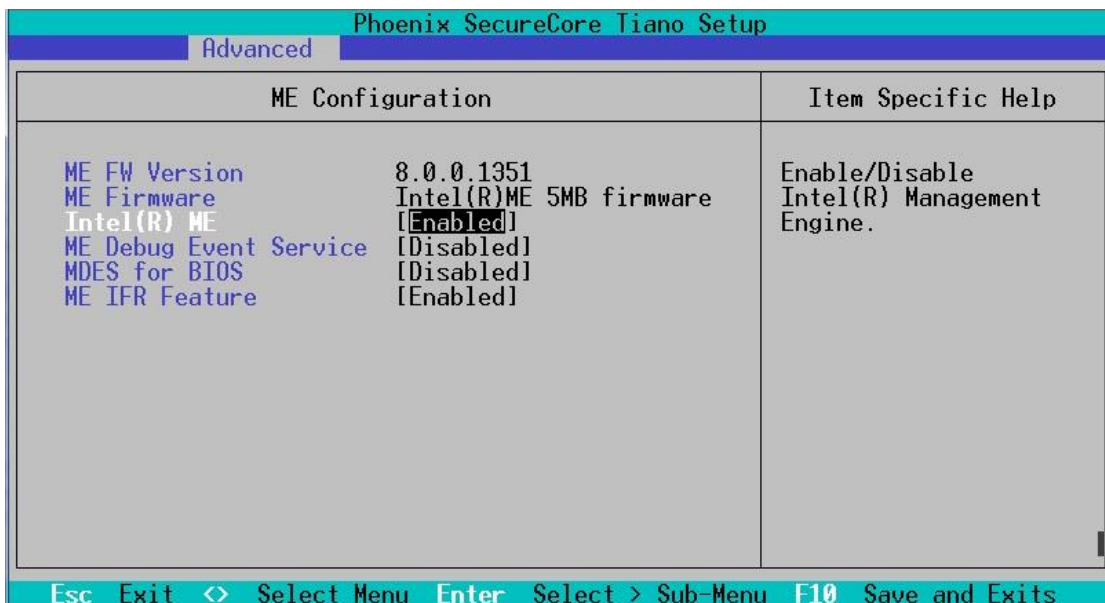 Phoenix SecureCore Tiano Setup
Advanced
ME Configuration
Item Specific Help
ME FW Version 8.0.0.1351
ME Firmware Intel(R)ME 5MB firmware
Intel(R) ME [Enabled]
ME Debug Event Service [Disabled]
MDES for BIOS [Disabled]
ME IFR Feature [Enabled]
Enable/Disable
Intel(R) Management
Engine.
Esc Exit <> Select Menu Enter Select > Sub-Menu F10 Save and Exits